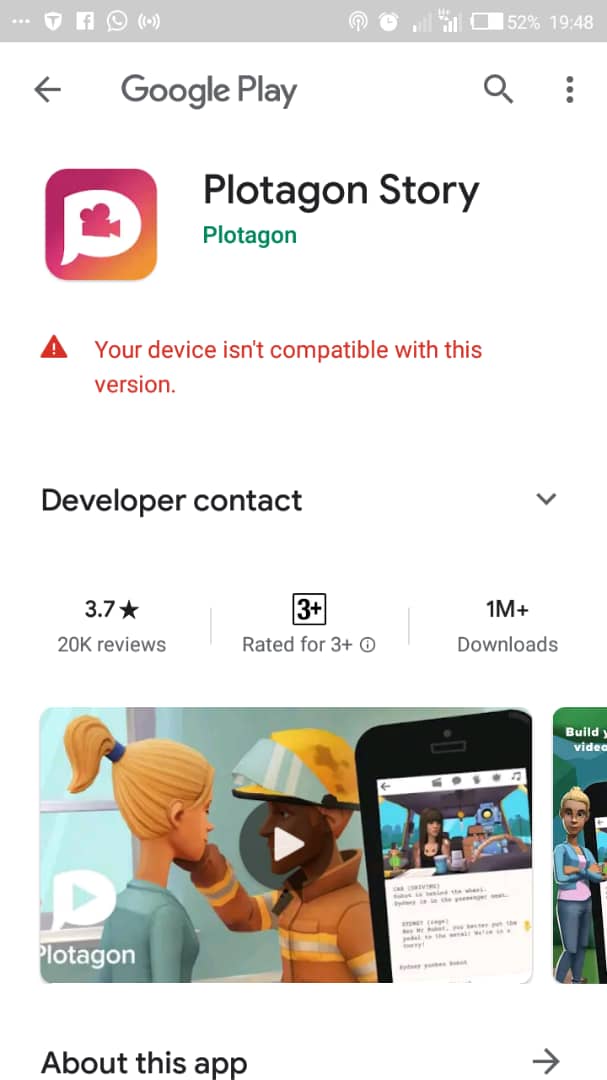 52% 19:48
Google Play
Plotagon Story
Plotagon
Your device isn't compatible with this
version.
Developer contact
3.7★
20K reviews
3+
Rated for 3+
1M+
Downloads
Build
video
Plotagon
CAR (DRIVING)
Robot is behind the wheel.
Sydney is in the passenger seat.
SYDNEY (rage)
Hey Mr Robot, you better put the
pedal to the metal! We're in a
hurry!
Sydney pushes Robot
About this app